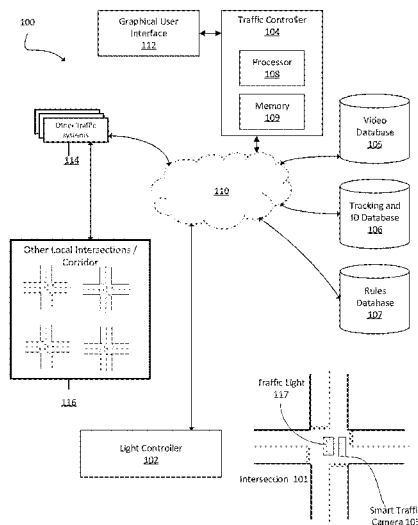 100
Graphical User
Interface
112
Traffic Controller
104
Processor
108
Memory
109
Other Traffic
Systems
114
110
Video
Database
105
Tracking and
ID Database
106
Rules
Database
107
Other Local Intersections /
Corridor
116
Light Controller
102
Traffic Light
117
Intersection 101
Smart Traffic
Camera 103